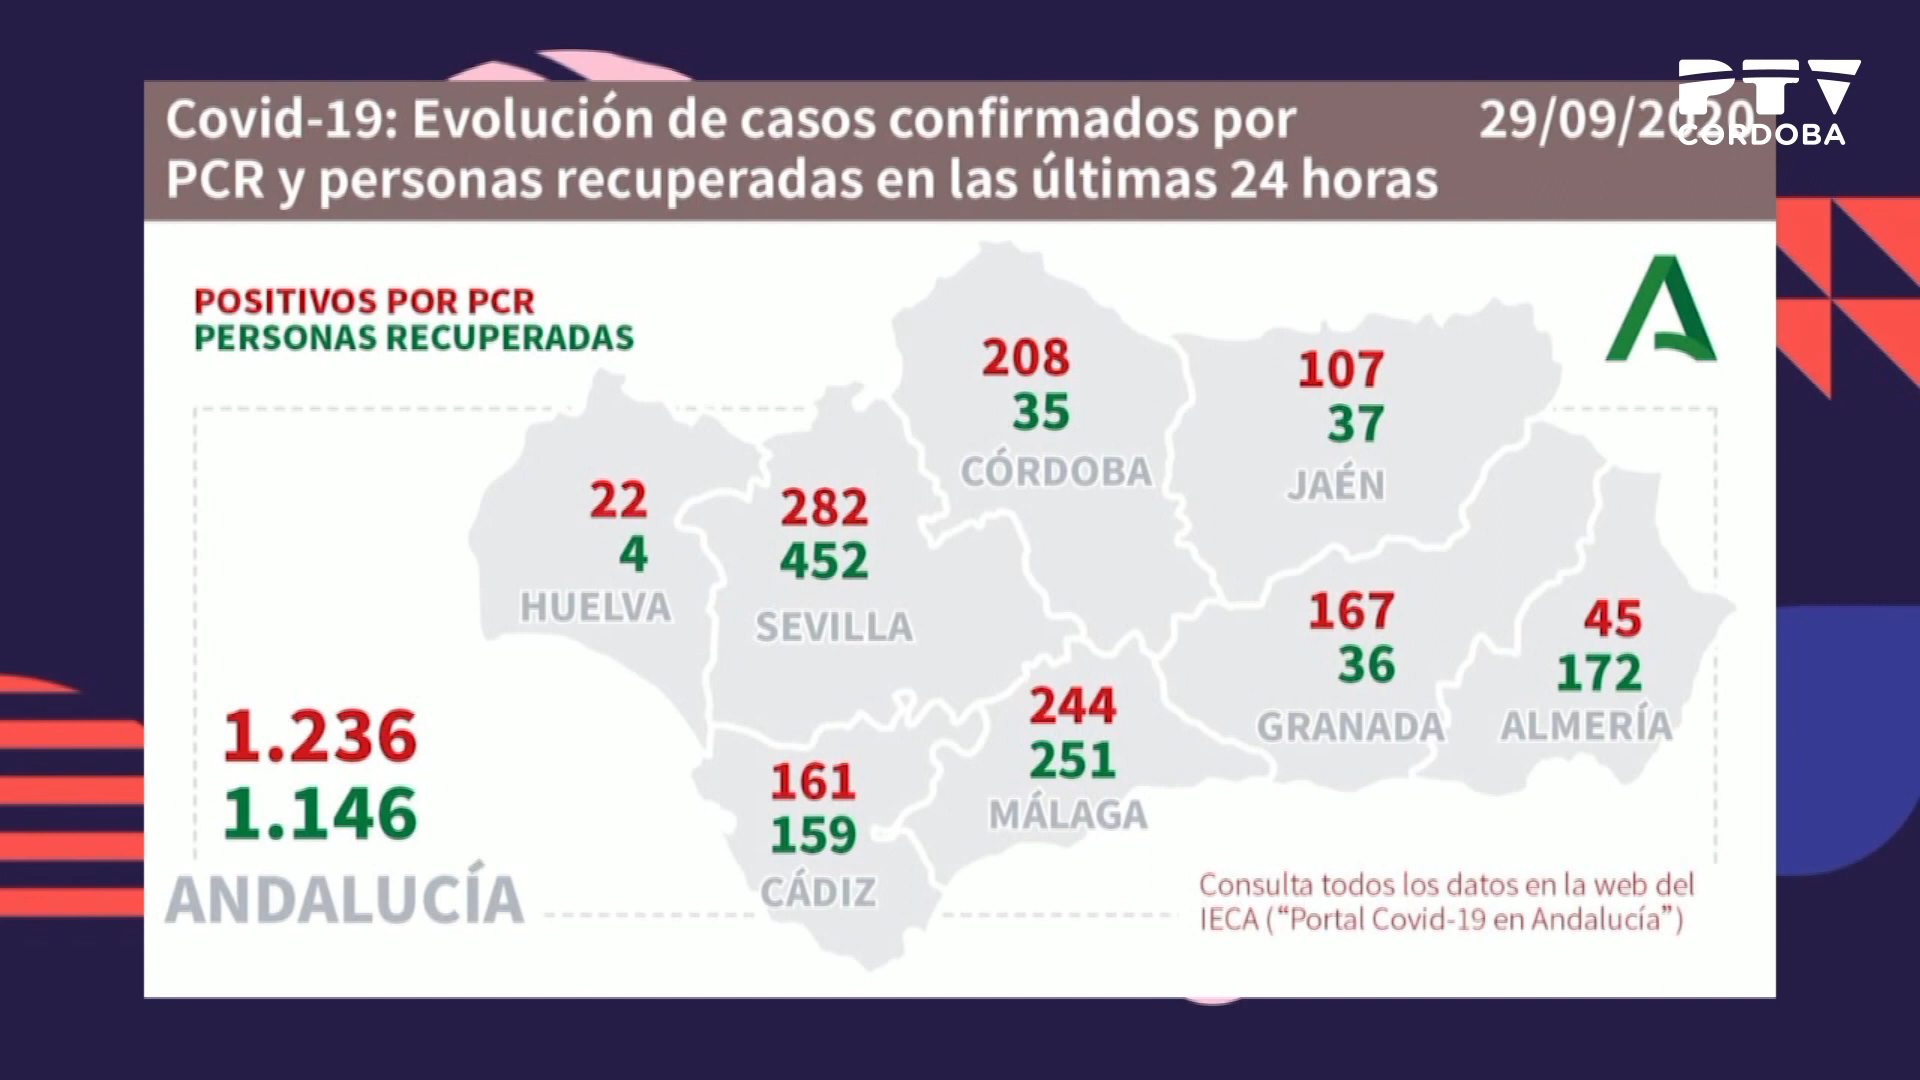 PTV
CÓRDOBA
Covid-19: Evolución de casos confirmados por
PCR y personas recuperadas en las últimas 24 horas
29/09/2020
POSITIVOS POR PCR
PERSONAS RECUPERADAS
208
35
CÓRDOBA
107
37
JAÉN
22
4
HUELVA
282
452
SEVILLA
167
36
GRANADA
45
172
ALMERÍA
244
251
MÁLAGA
161
159
CÁDIZ
1.236
1.146
ANDALUCÍA
Consulta todos los datos en la web del
IECA (“Portal Covid-19 en Andalucía”)